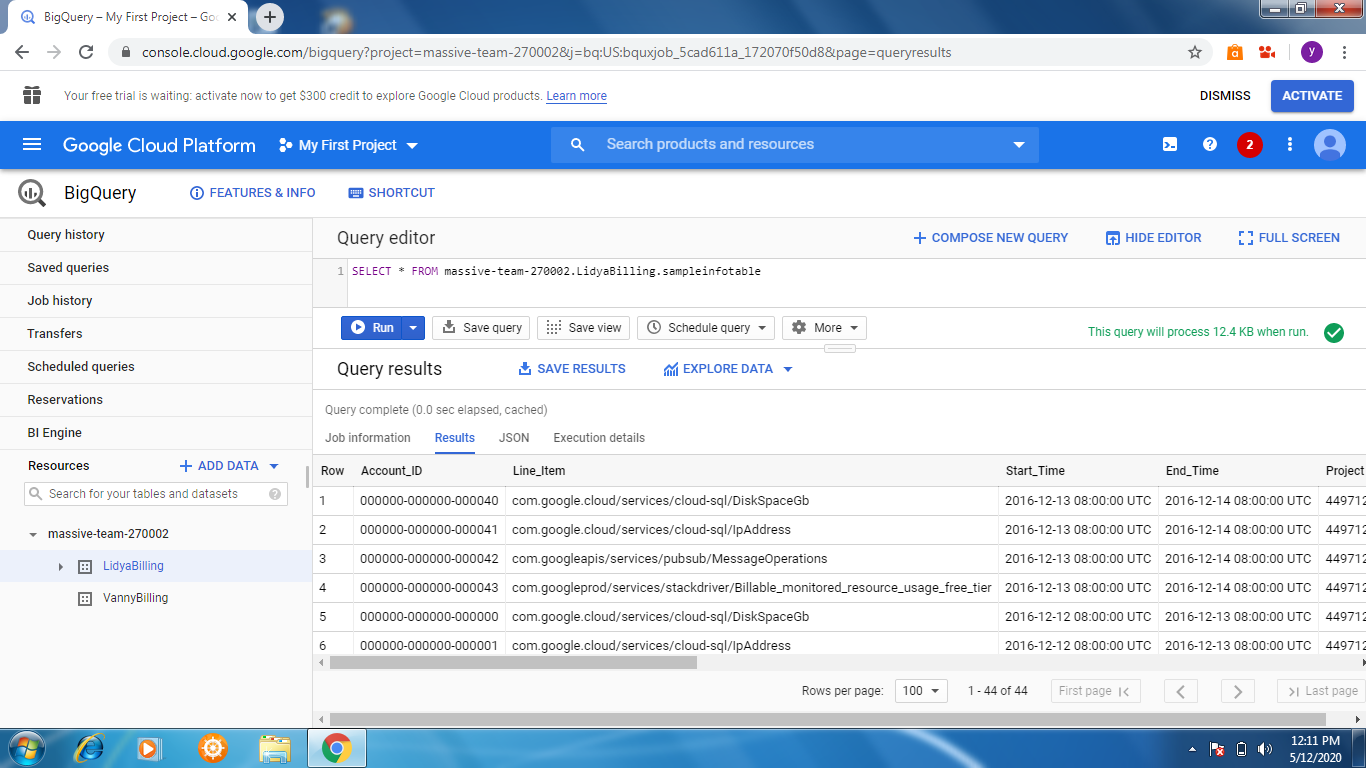 BigQuery – My First Project – Goo
console.cloud.google.com/bigquery?project=massive-team-270002&j=bq:US:bquxjob_5cad611a_172070f50d8&page=queryresults
a
y
Your free trial is waiting: activate now to get $300 credit to explore Google Cloud products. Learn more
DISMISS
ACTIVATE
Google Cloud Platform
My First Project
Search products and resources
2
BigQuery
FEATURES & INFO
SHORTCUT
Query history
Saved queries
Job history
Transfers
Scheduled queries
Reservations
BI Engine
Resources
ADD DATA
Search for your tables and datasets
massive-team-270002
LidyaBilling
VannyBilling
Query editor
COMPOSE NEW QUERY
HIDE EDITOR
FULL SCREEN
1 SELECT * FROM massive-team-270002.LidyaBilling.sampleinfotable
Run
Save query
Save view
Schedule query
More
This query will process 12.4 KB when run.
Query results
SAVE RESULTS
EXPLORE DATA
Query complete (0.0 sec elapsed, cached)
Job information Results JSON Execution details
Row Account_ID Line_Item Start_Time End_Time Project
1 000000-000000-000040 com.google.cloud/services/cloud-sql/DiskSpaceGb 2016-12-13 08:00:00 UTC 2016-12-14 08:00:00 UTC 449712
2 000000-000000-000041 com.google.cloud/services/cloud-sql/IpAddress 2016-12-13 08:00:00 UTC 2016-12-14 08:00:00 UTC 449712
3 000000-000000-000042 com.googleapis/services/pubsub/MessageOperations 2016-12-13 08:00:00 UTC 2016-12-14 08:00:00 UTC 449712
4 000000-000000-000043 com.googleprod/services/stackdriver/Billable_monitored_resource_usage_free_tier 2016-12-13 08:00:00 UTC 2016-12-14 08:00:00 UTC 449712
5 000000-000000-000000 com.google.cloud/services/cloud-sql/DiskSpaceGb 2016-12-12 08:00:00 UTC 2016-12-13 08:00:00 UTC 449712
6 000000-000000-000001 com.google.cloud/services/cloud-sql/IpAddress 2016-12-12 08:00:00 UTC 2016-12-13 08:00:00 UTC 449712
Rows per page: 100 1 - 44 of 44 First page Last page
12:11 PM
5/12/2020